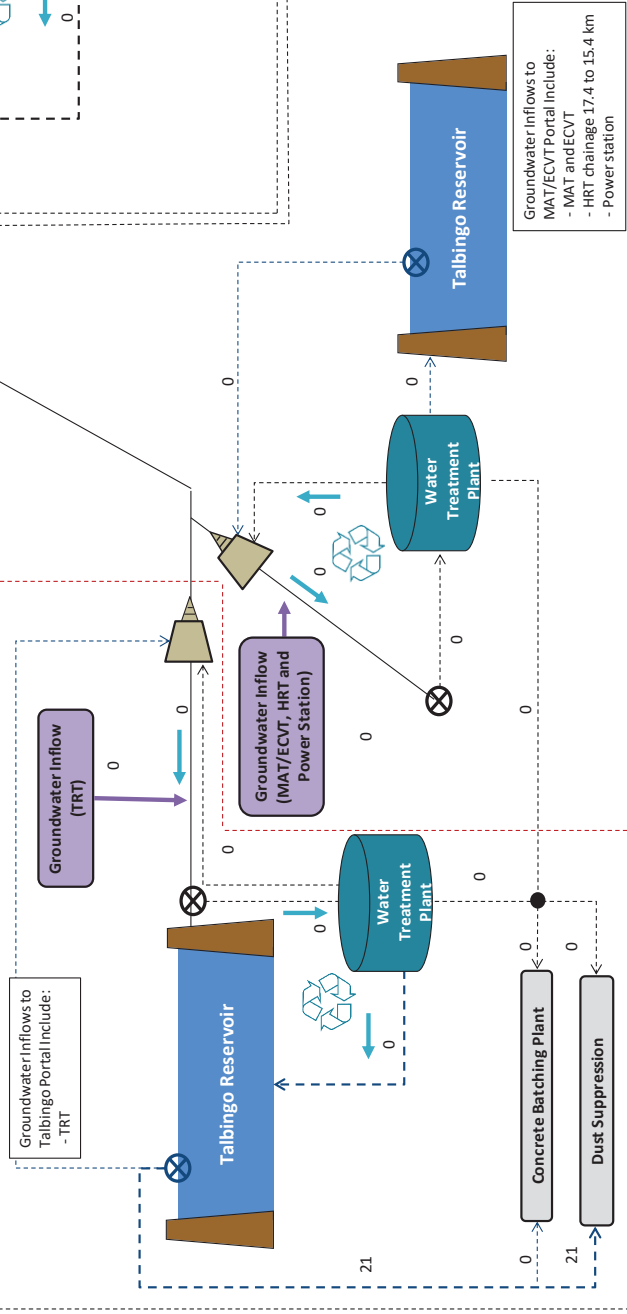 0
Groundwater Inflows to
Talbingo Portal Include:
- TRT
Groundwater Inflow
(TRT)
0
0
0
Talbingo Reservoir
0
0
Water
Treatment
Plant
0
0
21
0
21
Concrete Batching Plant
Dust Suppression
0
0
Groundwater Inflow
(MAT/ECVT, HRT and
Power Station)
0
0
0
0
0
0
Water
Treatment
Plant
0
Talbingo Reservoir
Groundwater Inflows to
MAT/ECVT Portal Include:
- MAT and ECVT
- HRT chainage 17.4 to 15.4 km
- Power station